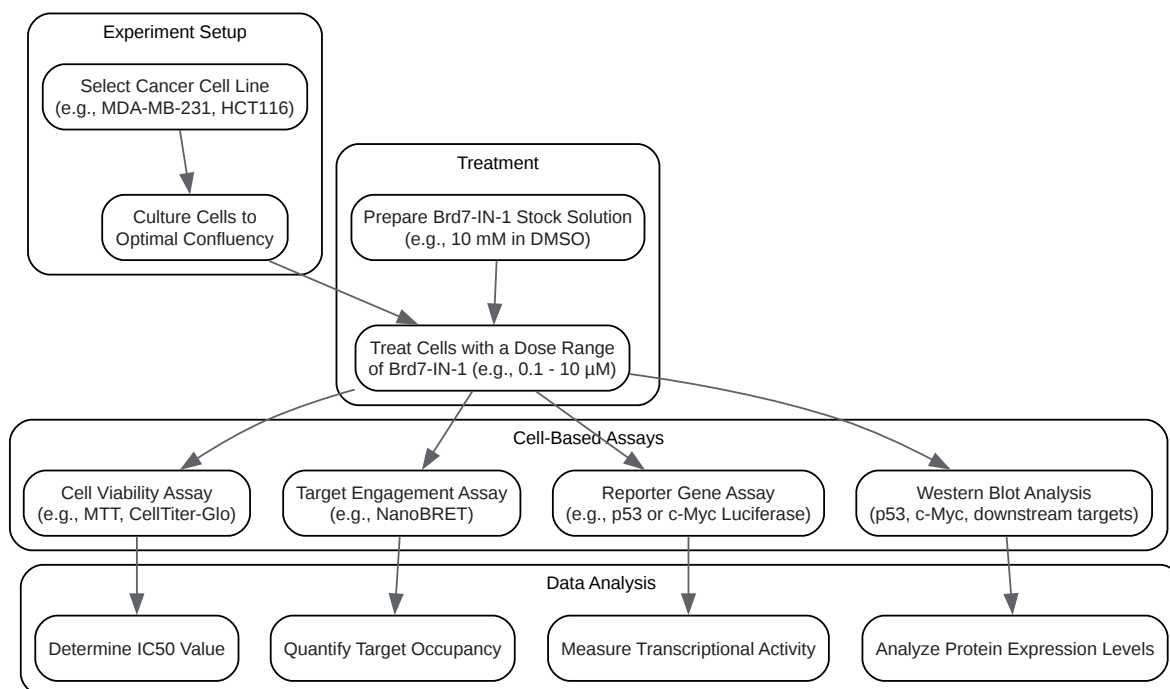 Experiment Setup
Select Cancer Cell Line
(e.g., MDA-MB-231, HCT116)
Culture Cells to
Optimal Confluency
Treatment
Prepare Brd7-IN-1 Stock Solution
(e.g., 10 mM in DMSO)
Treat Cells with a Dose Range
of Brd7-IN-1 (e.g., 0.1 - 10 µM)
Cell-Based Assays
Cell Viability Assay
(e.g., MTT, CellTiter-Glo)
Target Engagement Assay
(e.g., NanoBRET)
Reporter Gene Assay
(e.g., p53 or c-Myc Luciferase)
Western Blot Analysis
(p53, c-Myc, downstream targets)
Data Analysis
Determine IC50 Value
Quantify Target Occupancy
Measure Transcriptional Activity
Analyze Protein Expression Levels